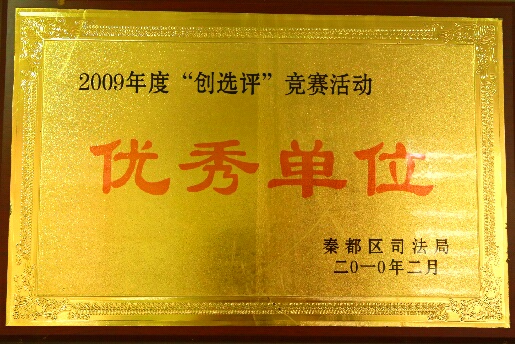 2009年度“创选评”竞赛活动
优秀单位
秦都区司法局
二〇一〇年二月